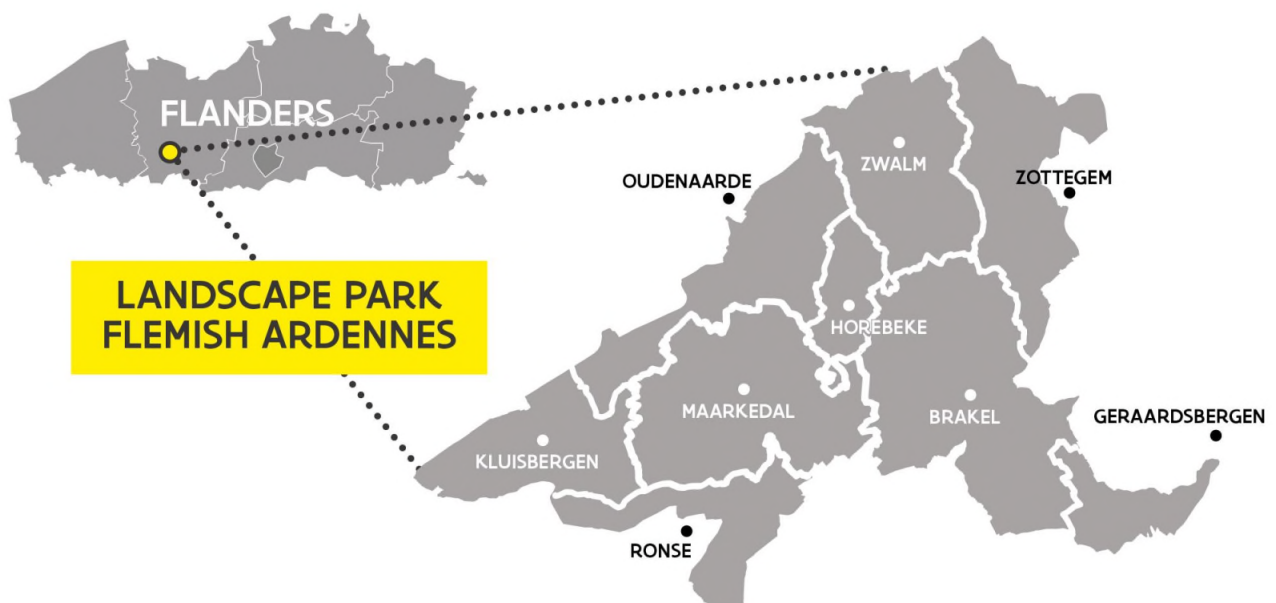 FLANDERS
LANDSCAPE PARK
FLEMISH ARDENNES
ZWALM
OUDENAARDE
ZOTTEGEM
HOREBEKE
MAARKEDAL
BRAKEL
GERAARDSBERGEN
KLUISBERGEN
RONSE